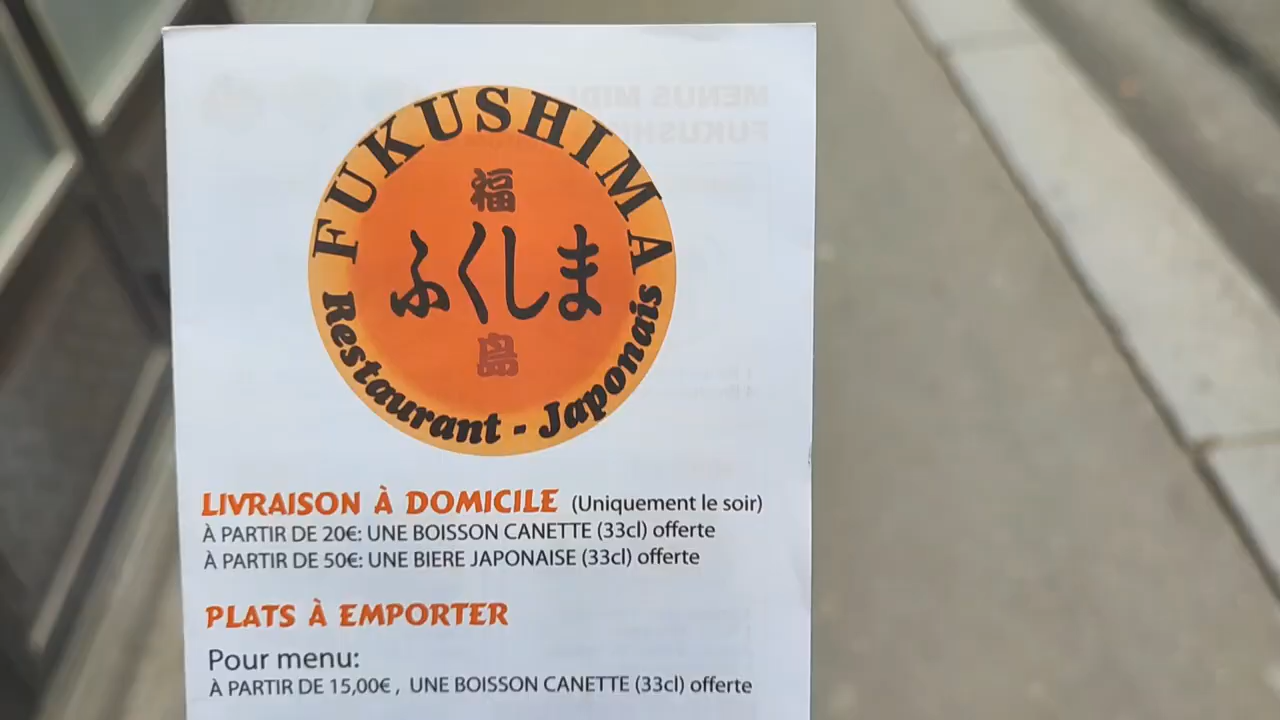 FUKUSHIMA
福
ふくしま
島
Restaurant - Japonais
LIVRAISON À DOMICILE (Uniquement le soir)
À PARTIR DE 20€: UNE BOISSON CANETTE (33cl) offerte
À PARTIR DE 50€: UNE BIERE JAPONAISE (33cl) offerte
PLATS À EMPORTER
Pour menu:
À PARTIR DE 15,00€ , UNE BOISSON CANETTE (33cl) offerte